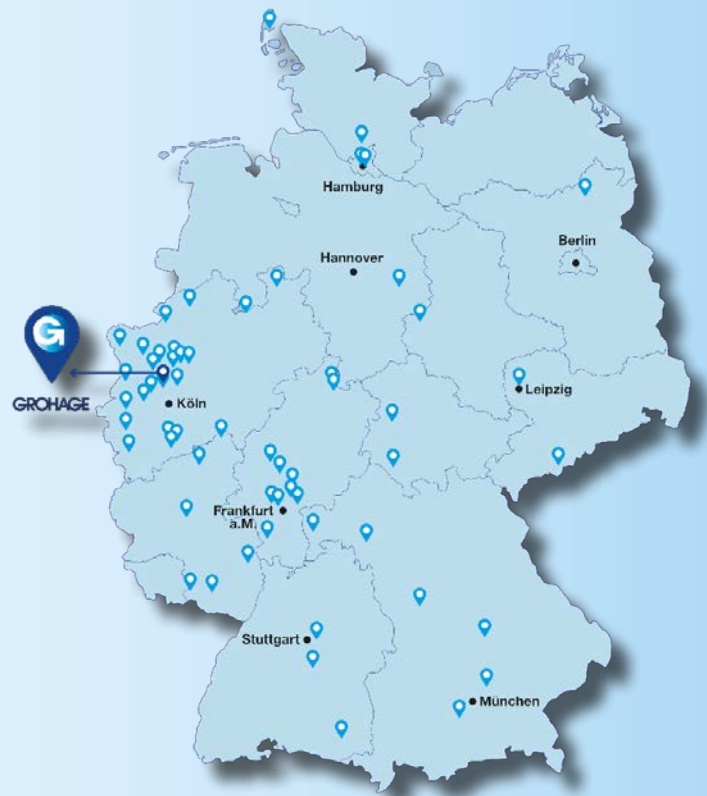 Hamburg
Berlin
Hannover
G
GROHAGE
Leipzig
Köln
Frankfurt
a.M.
Stuttgart
München